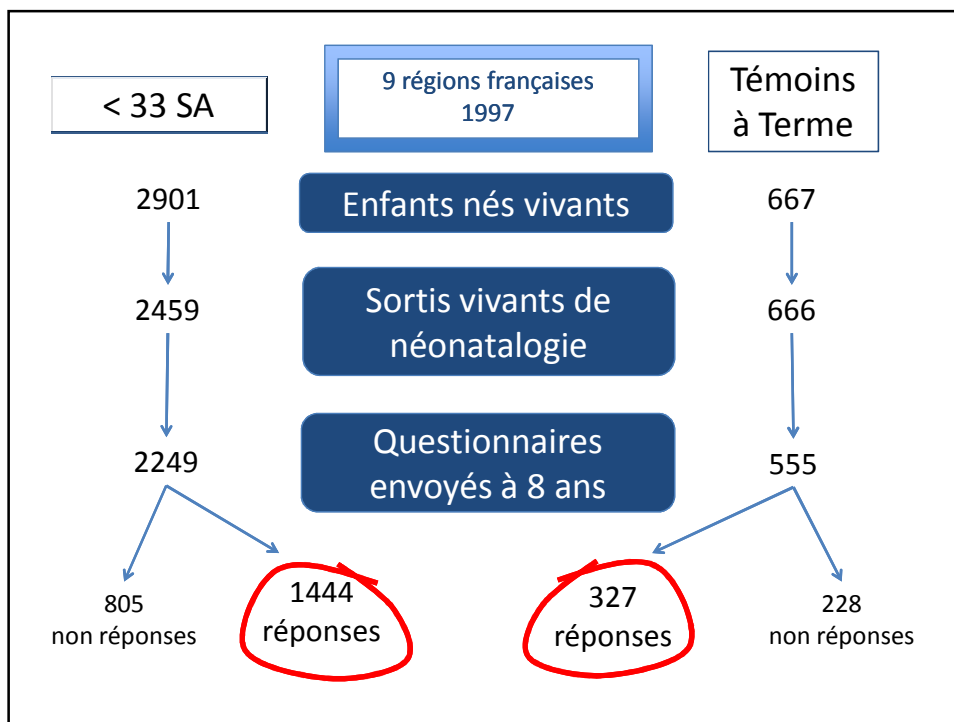 < 33 SA
9 régions françaises
1997
Témoins
à Terme
2901
Enfants nés vivants
667
2459
Sortis vivants de
néonatalogie
666
2249
Questionnaires
envoyés à 8 ans
555
805
non réponses
1444
réponses
327
réponses
228
non réponses